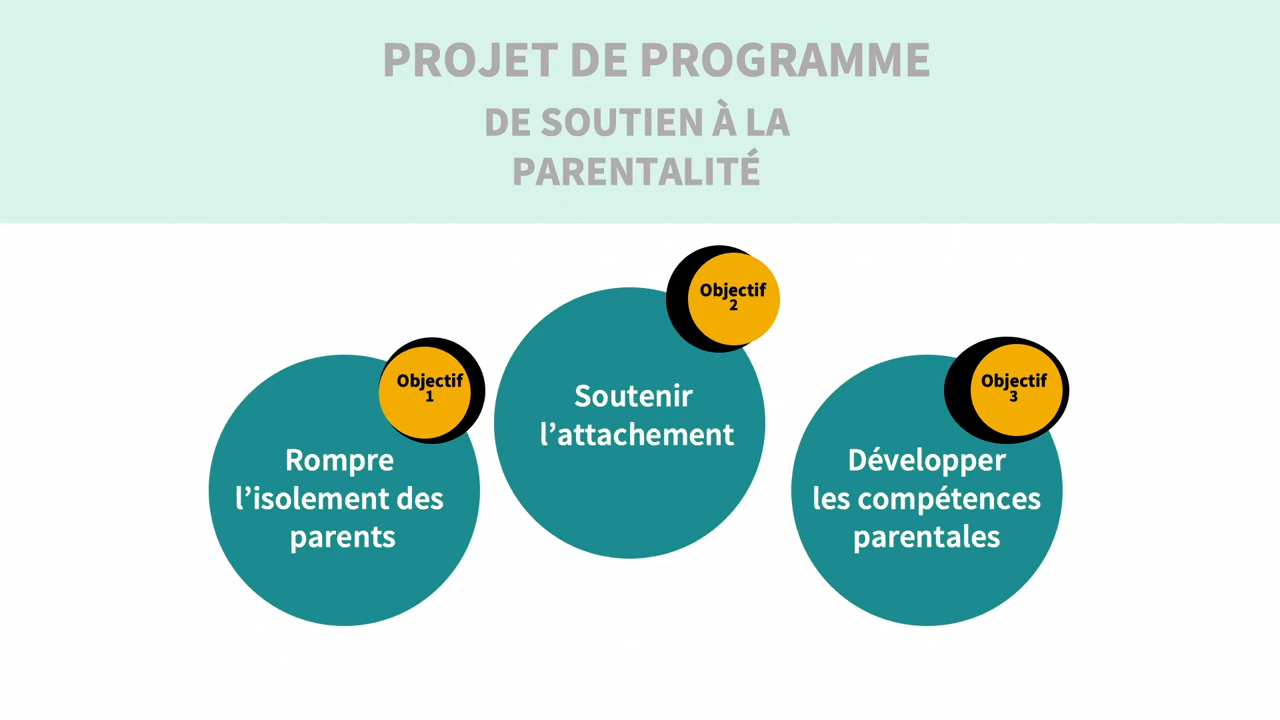 PROJET DE PROGRAMME
DE SOUTIEN À LA
PARENTALITÉ
Objectif
1
Rompre
l’isolement des
parents
Objectif
2
Soutenir
l’attachement
Objectif
3
Développer
les compétences
parentales